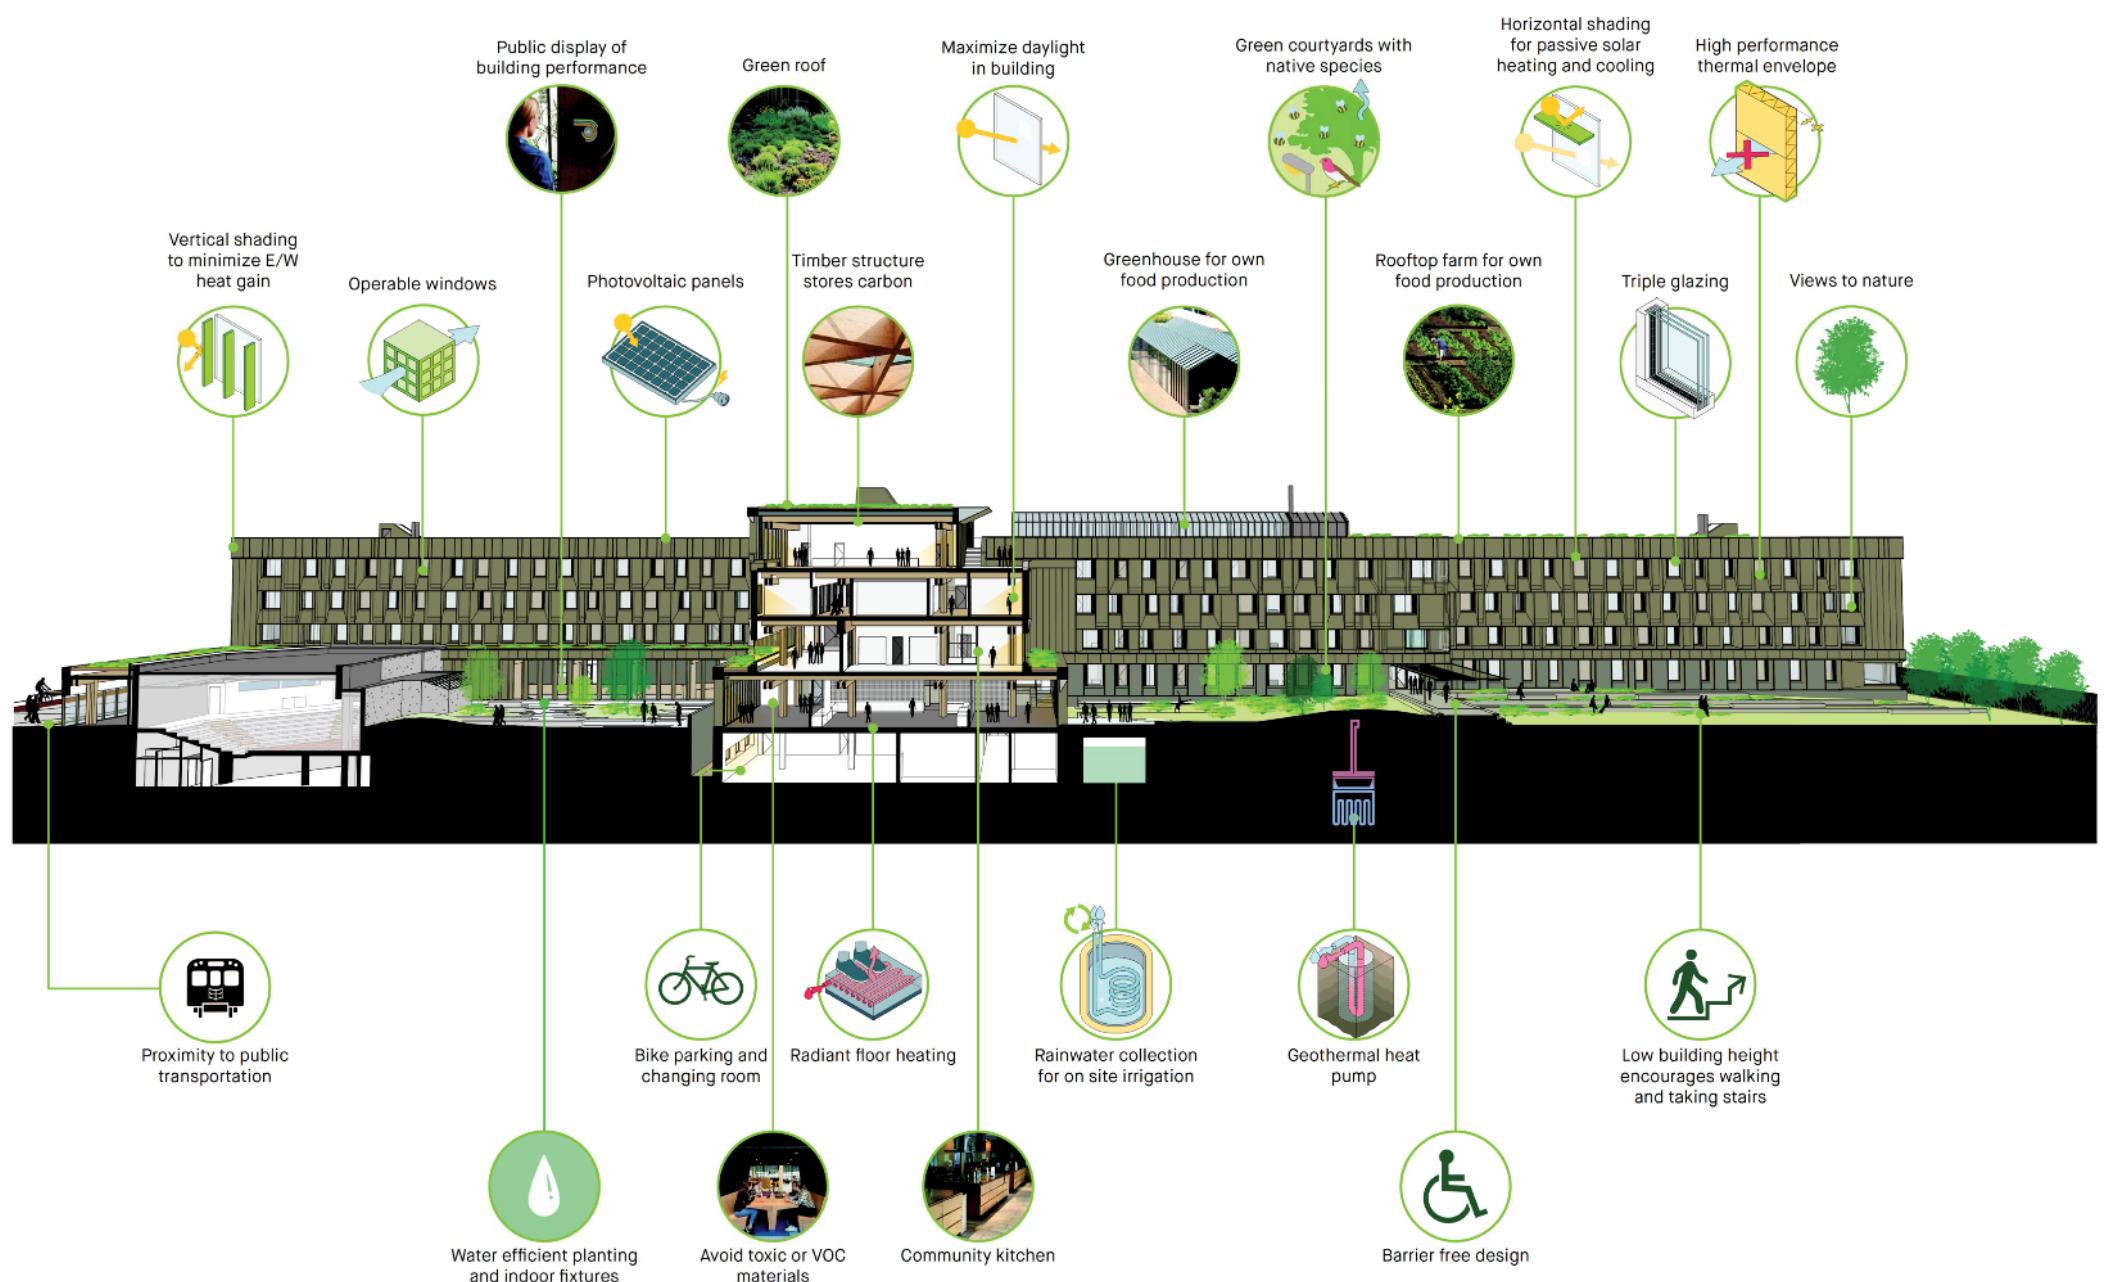 Public display of
building performance
Green roof
Maximize daylight
in building
Green courtyards with
native species
Horizontal shading
for passive solar
heating and cooling
High performance
thermal envelope
Vertical shading
to minimize E/W
heat gain
Operable windows
Photovoltaic panels
Timber structure
stores carbon
Greenhouse for own
food production
Rooftop farm for own
food production
Triple glazing
Views to nature
Proximity to public
transportation
Bike parking and
changing room
Radiant floor heating
Rainwater collection
for on site irrigation
Geothermal heat
pump
Low building height
encourages walking
and taking stairs
Water efficient planting
and indoor fixtures
Avoid toxic or VOC
materials
Community kitchen
Barrier free design